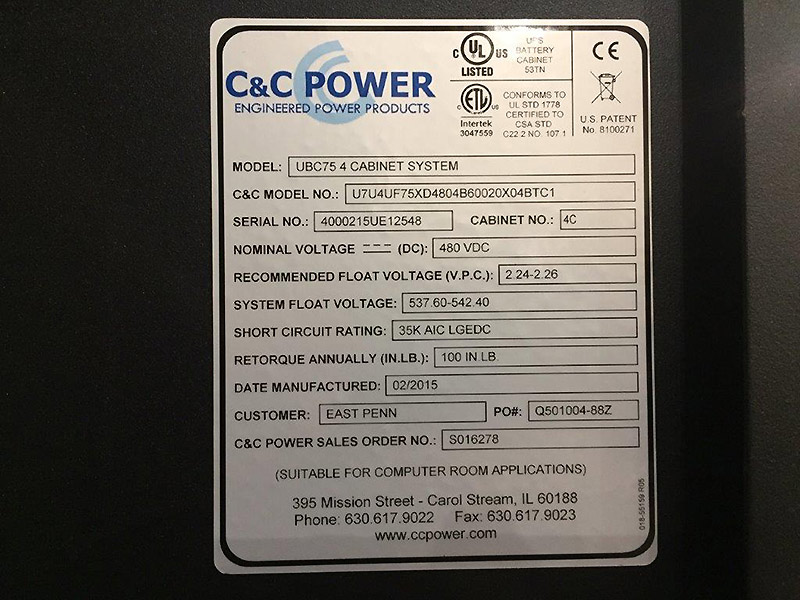 C&C POWER
ENGINEERED POWER PRODUCTS
C UL US
LISTED
UPS
BATTERY
CABINET
53TN
CE
C ETL US
Intertek
3047559
CONFORMS TO
UL STD 1778
CERTIFIED TO
CSA STD
C22.2 NO. 107.1
U.S. PATENT
No. 8100271
MODEL: UBC75 4 CABINET SYSTEM
C&C MODEL NO.: U7U4UF75XD4804B60020X04BTC1
SERIAL NO.: 4000215UE12548 CABINET NO.: 4C
NOMINAL VOLTAGE (DC): 480 VDC
RECOMMENDED FLOAT VOLTAGE (V.P.C.): 2.24-2.26
SYSTEM FLOAT VOLTAGE: 537.60-542.40
SHORT CIRCUIT RATING: 35K AIC LGEDC
RETORQUE ANNUALLY (IN.LB.): 100 IN.LB.
DATE MANUFACTURED: 02/2015
CUSTOMER: EAST PENN PO#: Q501004-88Z
C&C POWER SALES ORDER NO.: S016278
(SUITABLE FOR COMPUTER ROOM APPLICATIONS)
395 Mission Street - Carol Stream, IL 60188
Phone: 630.617.9022 Fax: 630.617.9023
www.ccpower.com
018-55159 R05